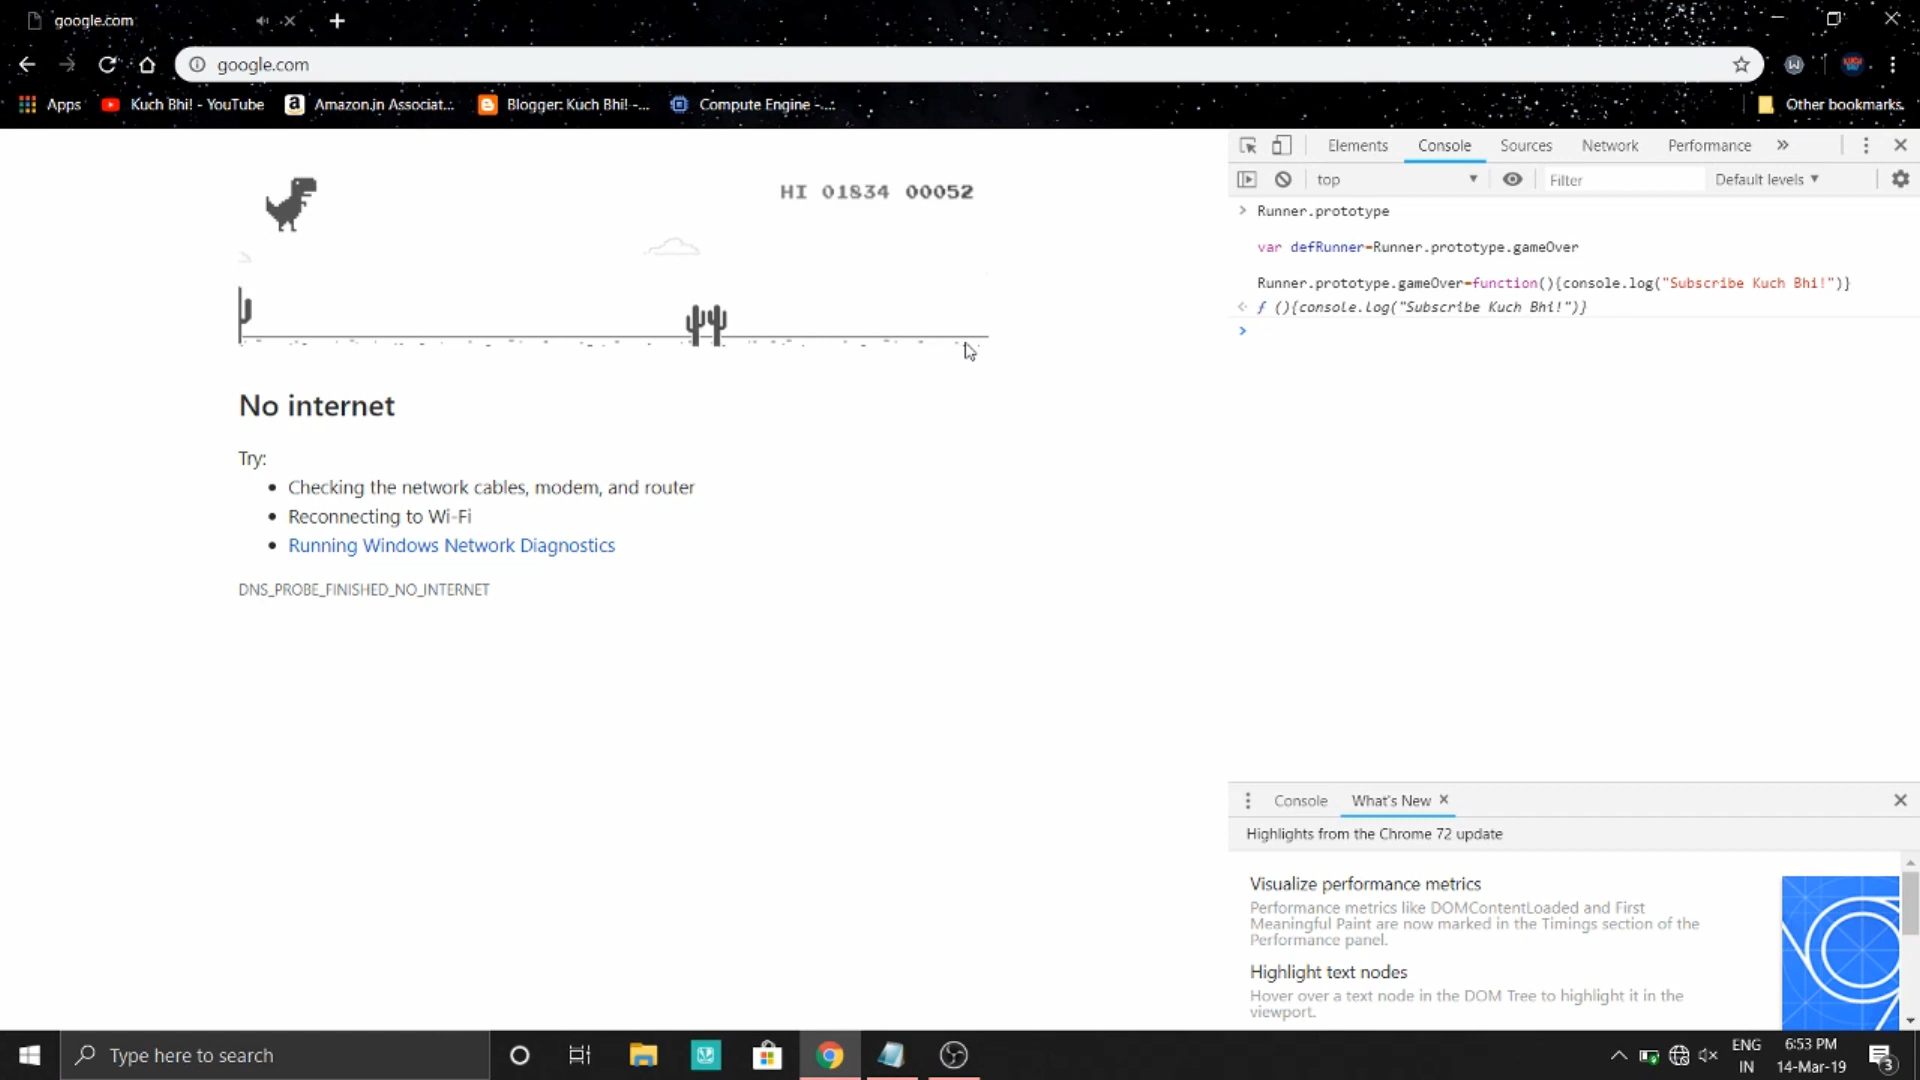 google.com
google.com
Apps Kuch Bhi! - YouTube Amazon.in Associat... Blogger: Kuch Bhi! -... Compute Engine -... Other bookmarks
HI 01834 00052
No internet
Try:
Checking the network cables, modem, and router
Reconnecting to Wi-Fi
Running Windows Network Diagnostics
DNS_PROBE_FINISHED_NO_INTERNET
Elements Console Sources Network Performance
top Filter Default levels
Runner.prototype
var defRunner=Runner.prototype.gameOver
Runner.prototype.gameOver=function(){console.log("Subscribe Kuch Bhi!")}
ƒ (){console.log("Subscribe Kuch Bhi!")}
Console What's New
Highlights from the Chrome 72 update
Visualize performance metrics
Performance metrics like DOMContentLoaded and First
Meaningful Paint are now marked in the Timings section of the
Performance panel.
Highlight text nodes
Hover over a text node in the DOM Tree to highlight it in the
viewport.
Type here to search
ENG
IN
6:53 PM
14-Mar-19
3